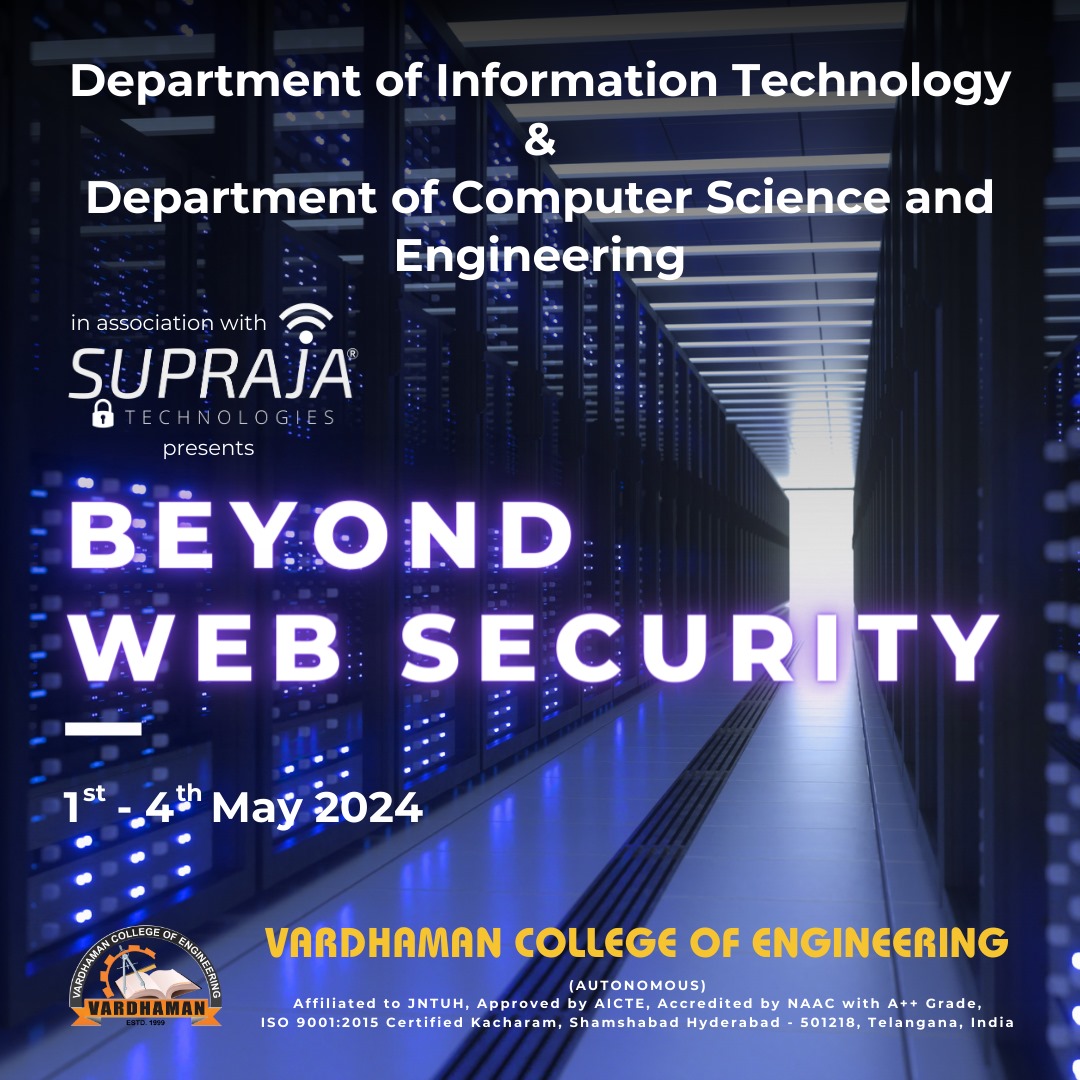 Department of Information Technology
&
Department of Computer Science and
Engineering
in association with
SUPRAJA®
TECHNOLOGIES
presents
BEYOND
WEB SECURITY
1st - 4th May 2024
VARDHAMAN COLLEGE OF ENGINEERING
VARDHAMAN
ESTD. 1999
VARDHAMAN COLLEGE OF ENGINEERING
(AUTONOMOUS)
Affiliated to JNTUH, Approved by AICTE, Accredited by NAAC with A++ Grade,
ISO 9001:2015 Certified Kacharam, Shamshabad Hyderabad - 501218, Telangana, India